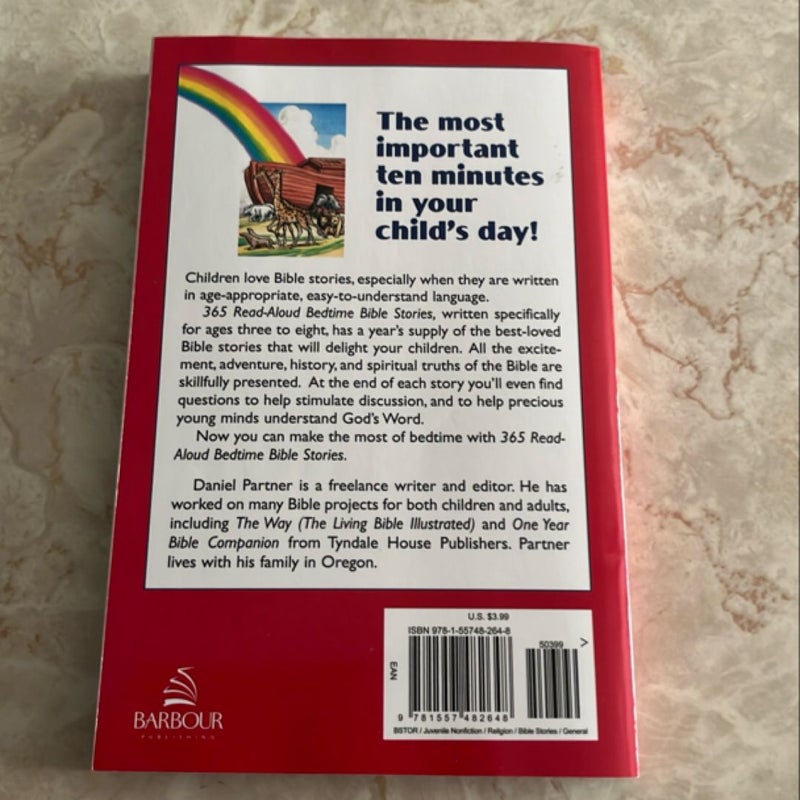 The most
important
ten minutes
in your
child's day!
Children love Bible stories, especially when they are written
in age-appropriate, easy-to-understand language.
365 Read-Aloud Bedtime Bible Stories, written specifically
for ages three to eight, has a year's supply of the best-loved
Bible stories that will delight your children. All the excite-
ment, adventure, history, and spiritual truths of the Bible are
skillfully presented. At the end of each story you'll even find
questions to help stimulate discussion, and to help precious
young minds understand God's Word.
Now you can make the most of bedtime with 365 Read-
Aloud Bedtime Bible Stories.
Daniel Partner is a freelance writer and editor. He has
worked on many Bible projects for both children and adults,
including The Way (The Living Bible Illustrated) and One Year
Bible Companion from Tyndale House Publishers. Partner
lives with his family in Oregon.
U.S. $3.99
ISBN 978-1-55748-264-8
50399 >
EAN
9 781557 482648
BSTOR / Juvenile Nonfiction / Religion / Bible Stories / General
BARBOUR
PUBLISHING